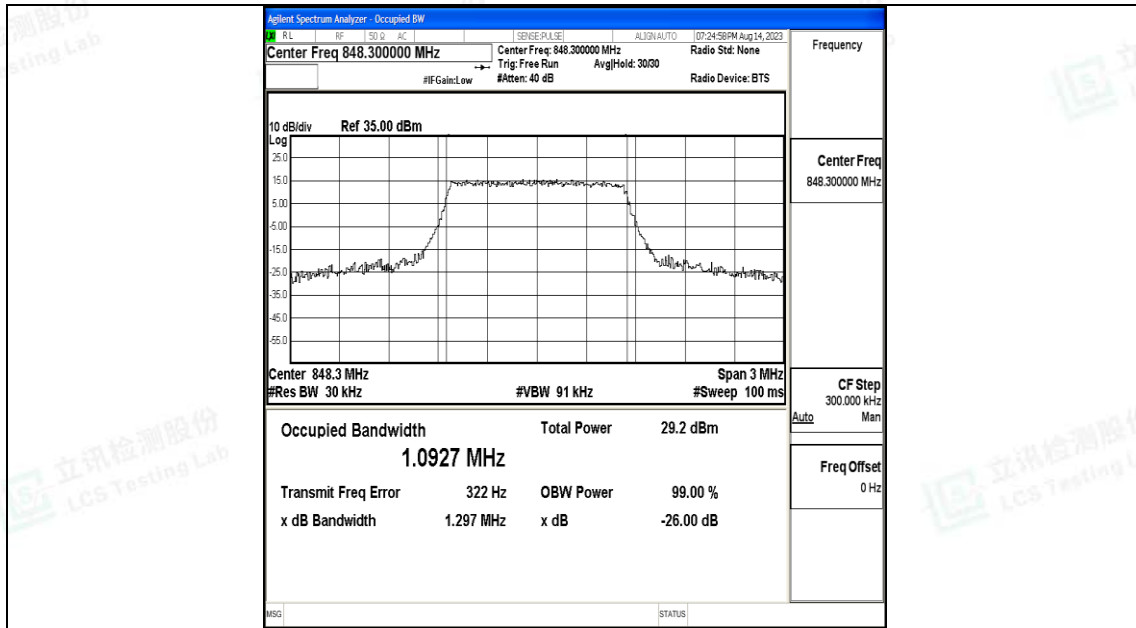 Agilent Spectrum Analyzer - Occupied BW
RL RF 50 Ω AC SENSE:PULSE ALIGN AUTO 07:24:58 PM Aug 14, 2023
Center Freq 848.300000 MHz
Center Freq: 848.300000 MHz
Radio Std: None
Trig: Free Run Avg|Hold: 30/30
#IFGain:Low #Atten: 40 dB Radio Device: BTS
Frequency
10 dB/div Ref 35.00 dBm
Log
25.0
15.0
5.00
-5.00
-15.0
-25.0
-35.0
-45.0
-55.0
Center 848.3 MHz Span 3 MHz
#Res BW 30 kHz #VBW 91 kHz #Sweep 100 ms
Center Freq
848.300000 MHz
CF Step
300.000 kHz
Auto Man
Freq Offset
0 Hz
Occupied Bandwidth Total Power 29.2 dBm
1.0927 MHz
Transmit Freq Error 322 Hz OBW Power 99.00 %
x dB Bandwidth 1.297 MHz x dB -26.00 dB
MSG STATUS
立讯检测股份
LCS Testing Lab